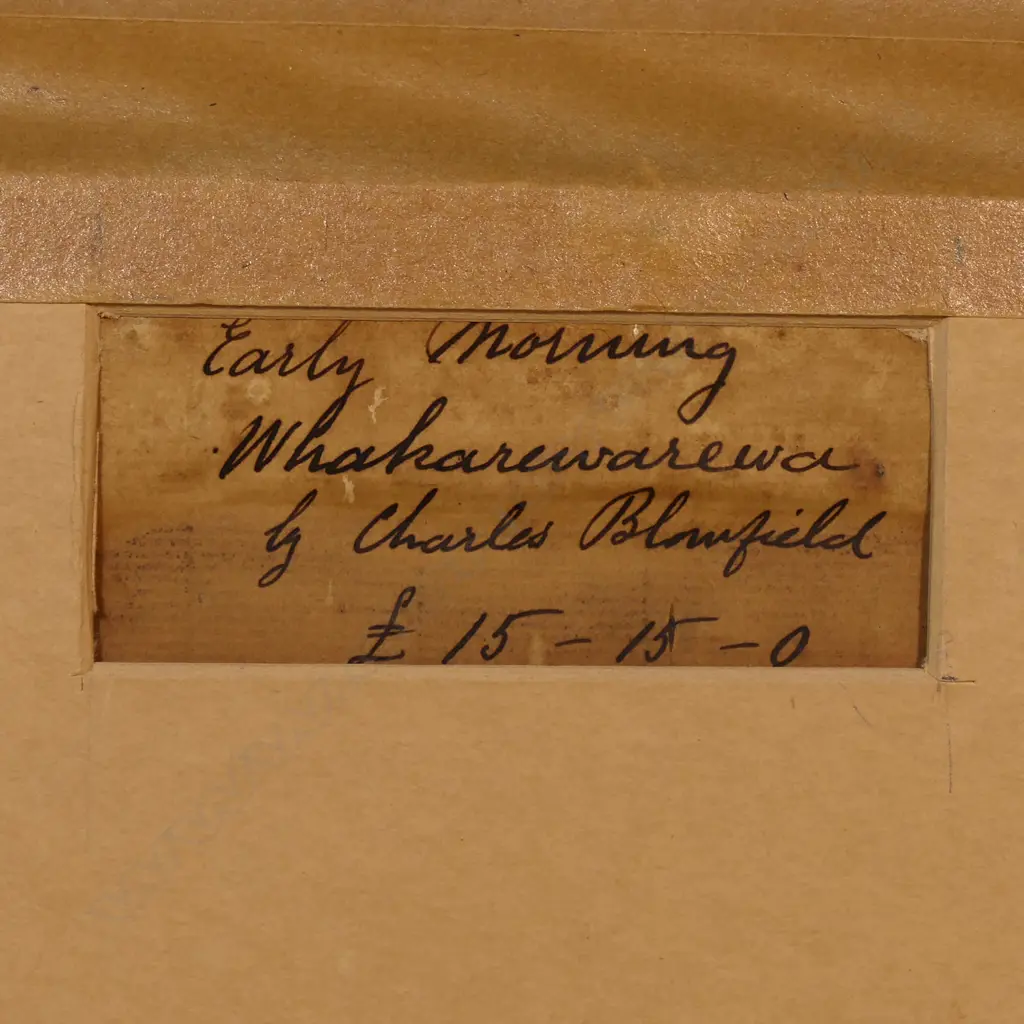 Early Morning
Whakarewarewa
by Charles Blomfield
£ 15 - 15 - 0